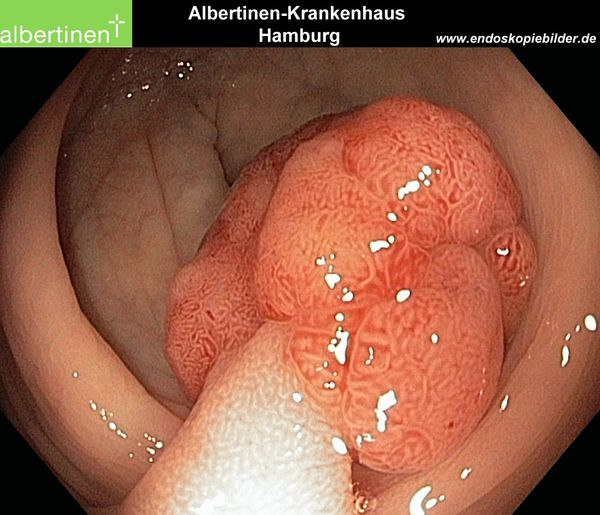 albertinen
Albertinen-Krankenhaus
Hamburg
www.endoskopiebilder.de